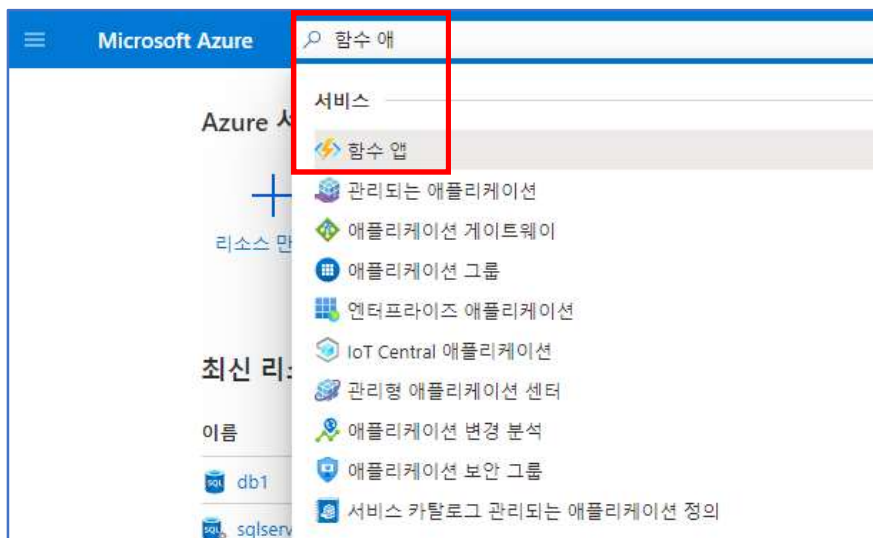 Microsoft Azure
함수 애
서비스
Azure 서
함수 앱
관리되는 애플리케이션
리소스 만
애플리케이션 게이트웨이
애플리케이션 그룹
엔터프라이즈 애플리케이션
IoT Central 애플리케이션
최신 리
관리형 애플리케이션 센터
이름
애플리케이션 변경 분석
db1
애플리케이션 보안 그룹
서비스 카탈로그 관리되는 애플리케이션 정의
sqlserv